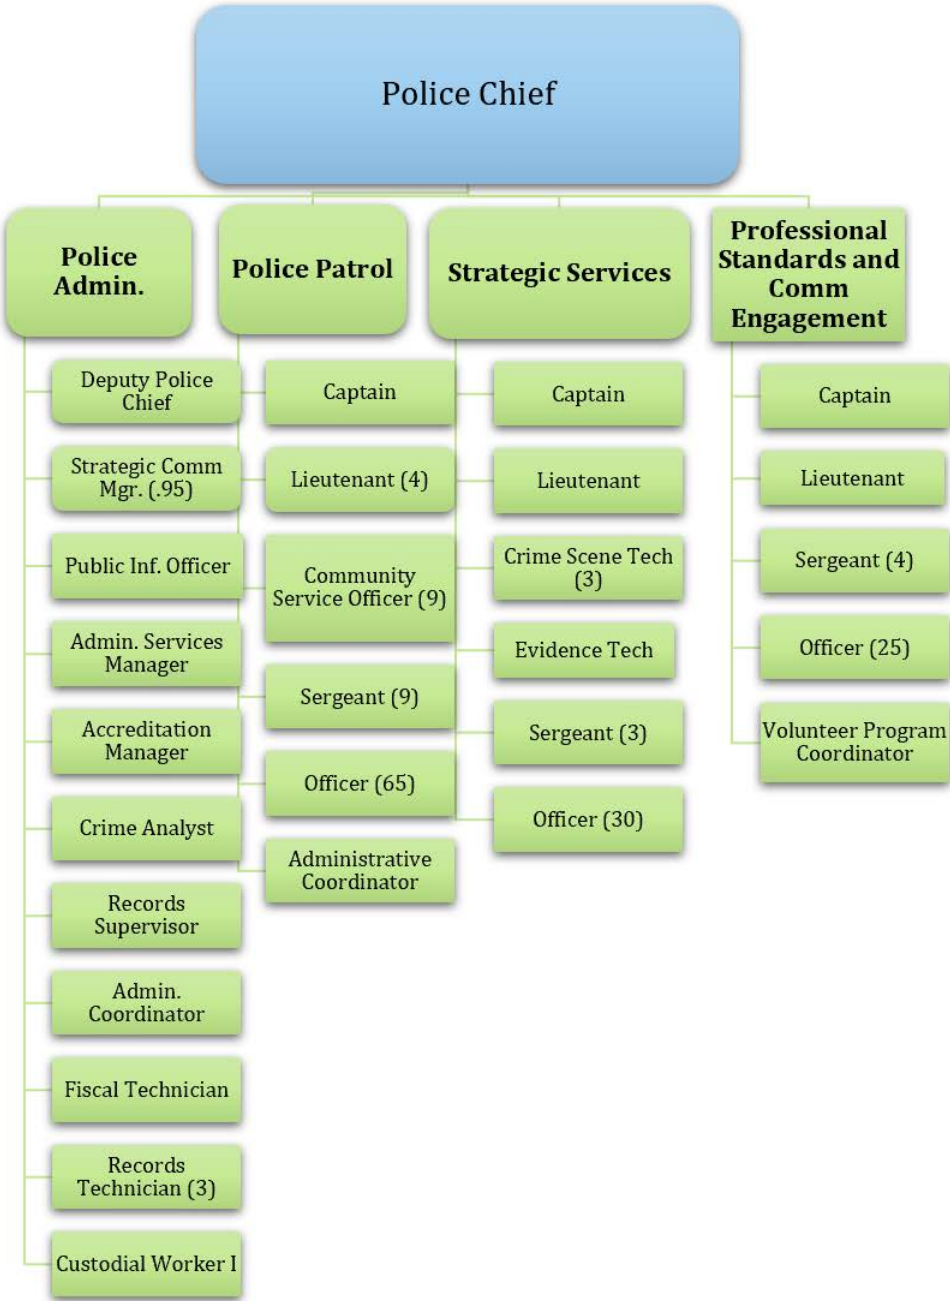 Police Chief
Police
Admin.
Deputy Police
Chief
Strategic Comm
Mgr. (.95)
Public Inf. Officer
Admin. Services
Manager
Accreditation
Manager
Crime Analyst
Records
Supervisor
Admin.
Coordinator
Fiscal Technician
Records
Technician (3)
Custodial Worker I
Police Patrol
Captain
Lieutenant (4)
Community
Service Officer (9)
Sergeant (9)
Officer (65)
Administrative
Coordinator
Strategic Services
Captain
Lieutenant
Crime Scene Tech
(3)
Evidence Tech
Sergeant (3)
Officer (30)
Professional
Standards and
Comm
Engagement
Captain
Lieutenant
Sergeant (4)
Officer (25)
Volunteer Program
Coordinator